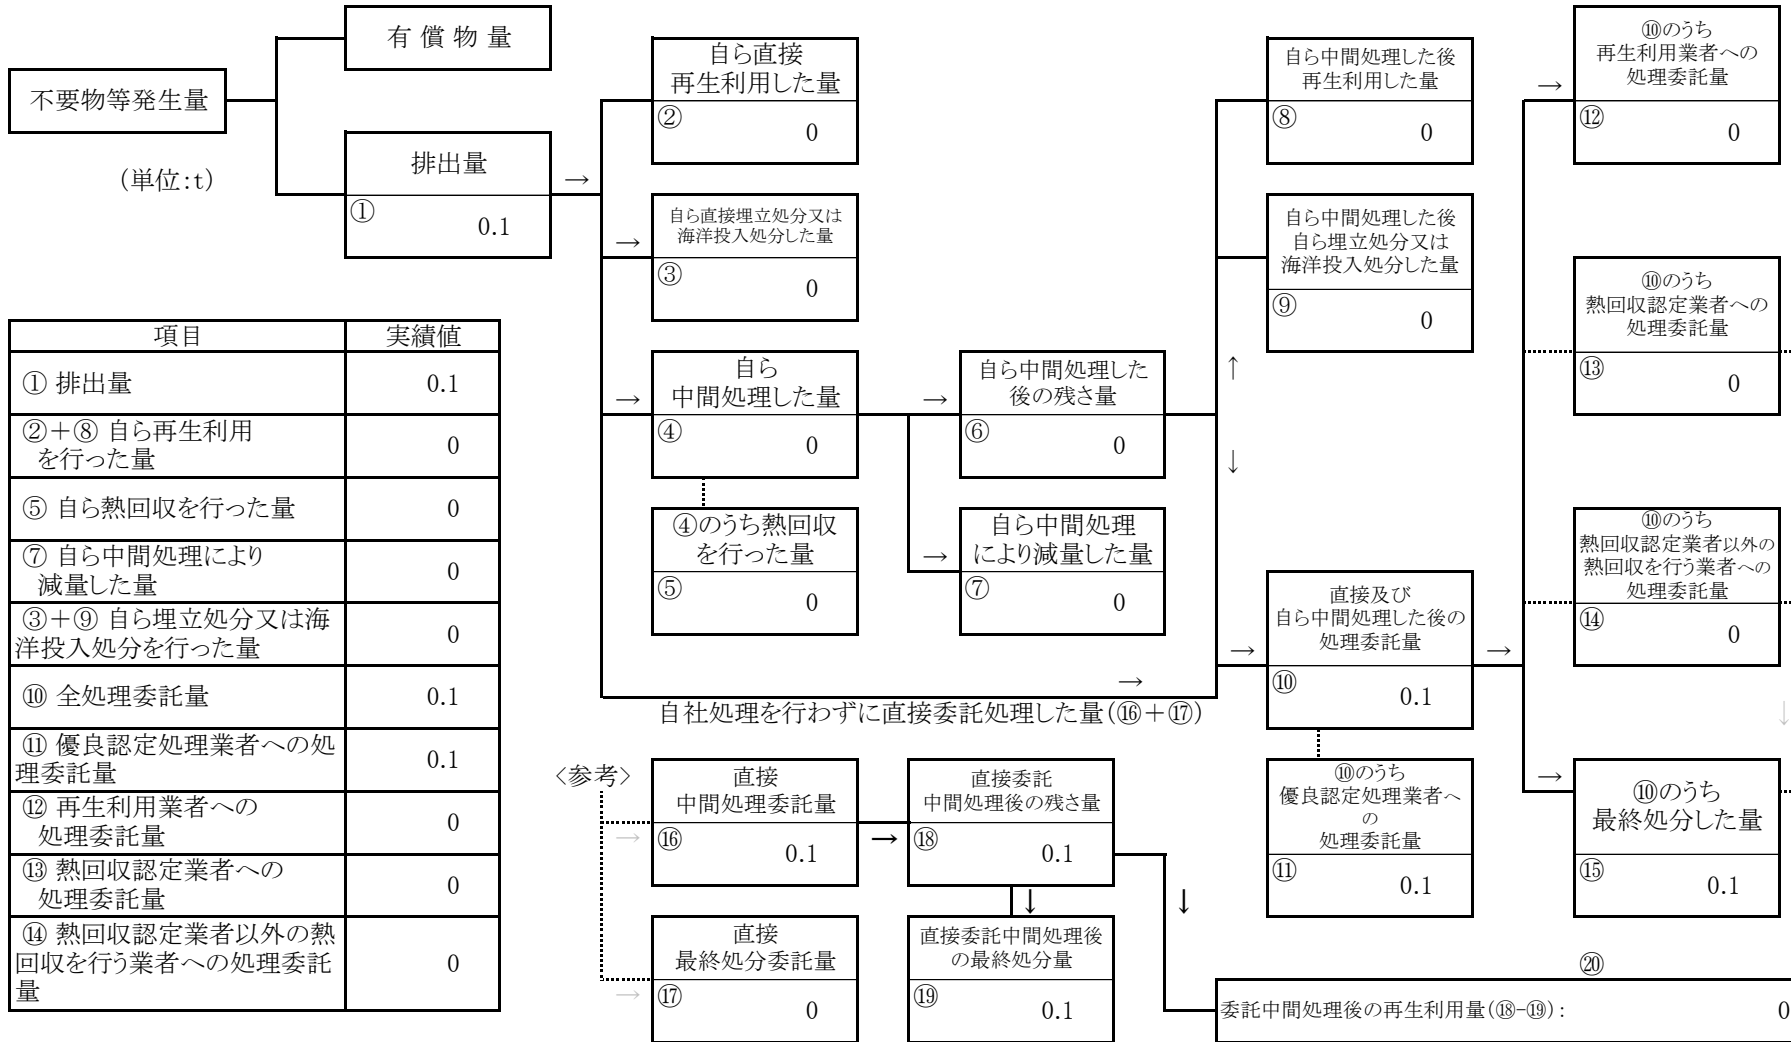 有 償 物 量
不要物等発生量
(単位:t)
排出量
①
0.1
→
自ら直接
再生利用した量
②
0
→
自ら直接埋立処分又は
海洋投入処分した量
③
0
→
自ら
中間処理した量
④
0
④のうち熱回収
を行った量
⑤
0
→
自ら中間処理した
後の残さ量
⑥
0
→
自ら中間処理
により減量した量
⑦
0
↑
↓
自ら中間処理した後
再生利用した量
⑧
0
自ら中間処理した後
自ら埋立処分又は
海洋投入処分した量
⑨
0
→
直接及び
自ら中間処理した後の
処理委託量
⑩
0.1
⑩のうち
優良認定処理業者へ
の
処理委託量
⑪
0.1
→
→
⑩のうち
再生利用業者への
処理委託量
⑫
0
⑩のうち
熱回収認定業者への
処理委託量
⑬
0
⑩のうち
熱回収認定業者以外の
熱回収を行う業者への
処理委託量
⑭
0
↓
→
⑩のうち
最終処分した量
⑮
0.1
→
自社処理を行わずに直接委託処理した量(⑯+⑰)
<参考>
→
直接
中間処理委託量
⑯
0.1
→
直接委託
中間処理後の残さ量
⑱
0.1
↓
↓
→
直接
最終処分委託量
⑰
0
直接委託中間処理後
の最終処分量
⑲
0.1
⑳
委託中間処理後の再生利用量(⑱-⑲): 0
項目 実績値
① 排出量 0.1
②+⑧ 自ら再生利用
を行った量 0
⑤ 自ら熱回収を行った量 0
⑦ 自ら中間処理により
減量した量 0
③+⑨ 自ら埋立処分又は海
洋投入処分を行った量 0
⑩ 全処理委託量 0.1
⑪ 優良認定処理業者への処
理委託量 0.1
⑫ 再生利用業者への
処理委託量 0
⑬ 熱回収認定業者への
処理委託量 0
⑭ 熱回収認定業者以外の熱
回収を行う業者への処理委託
量 0